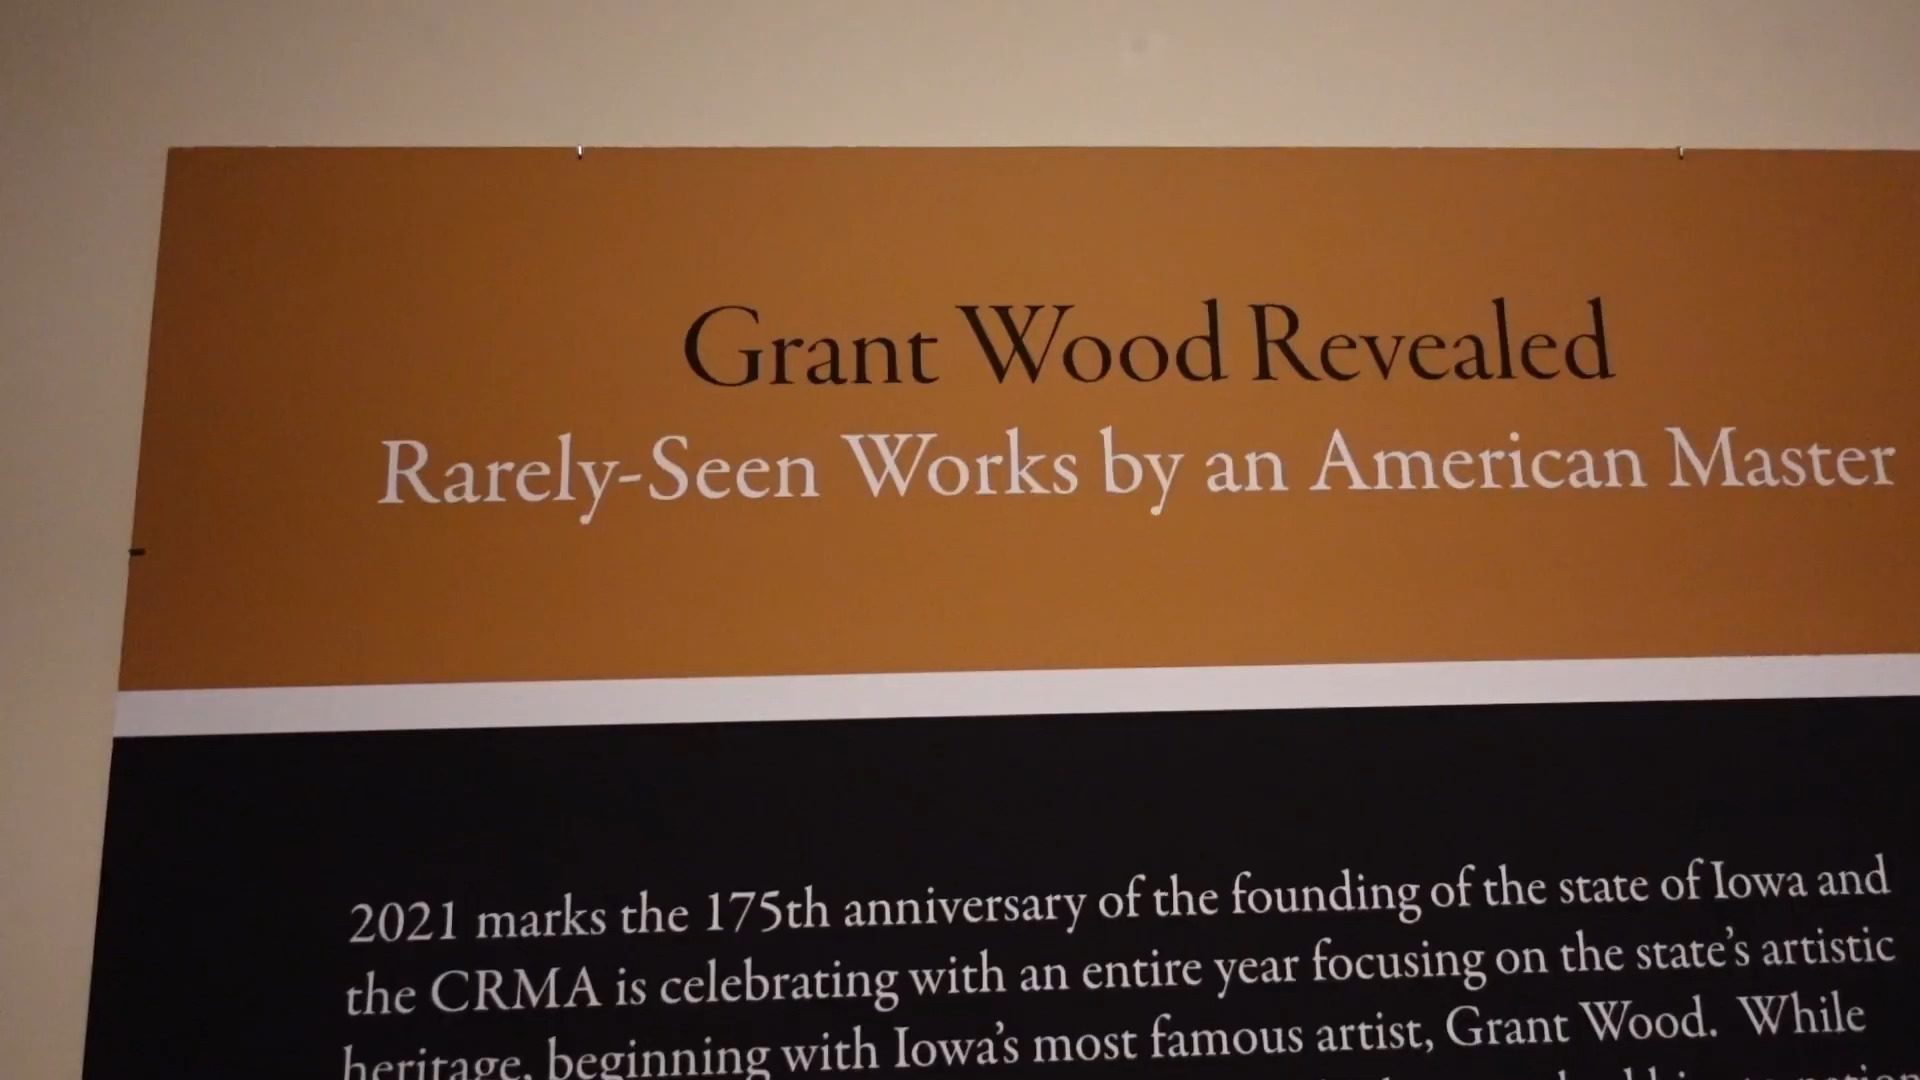 Grant Wood Revealed
Rarely-Seen Works by an American Master
2021 marks the 175th anniversary of the founding of the state of Iowa and
the CRMA is celebrating with an entire year focusing on the state's artistic
heritage, beginning with Iowa's most famous artist, Grant Wood. While